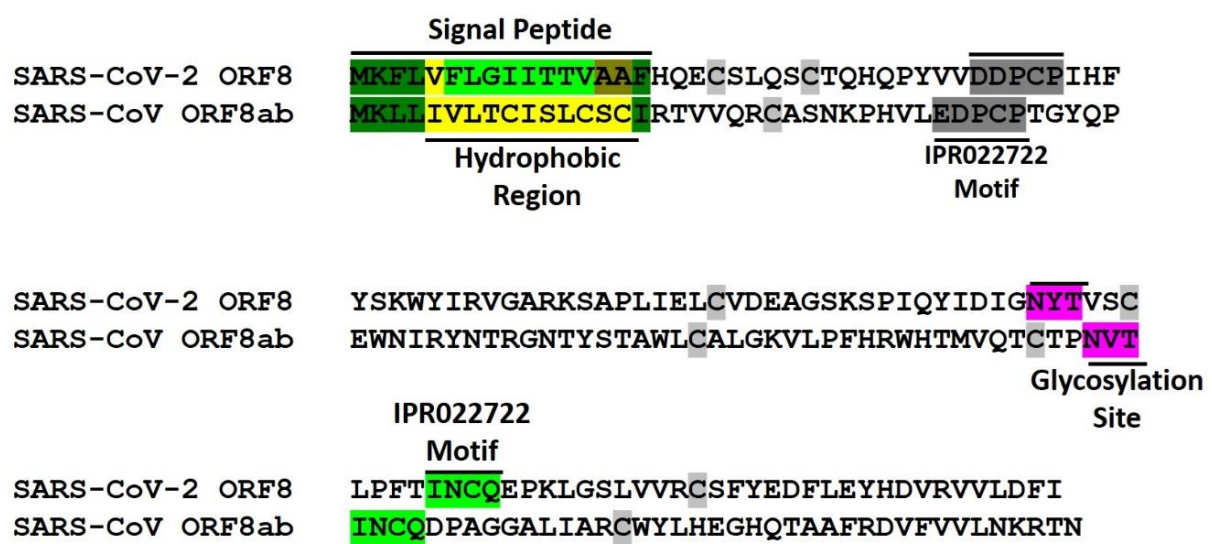 Signal Peptide
SARS-CoV-2 ORF8 MKFLVFLGIITTVAAFHQECSLQSCTQHQPYVVDDPCPIHF
SARS-CoV ORF8ab MKLLIVLTCISLCSCIRTVVQRCASNKPHVLEDPCPTGYQP
Hydrophobic
Region
IPR022722
Motif
SARS-CoV-2 ORF8 YSKWYIRVGARKSAPLIELCVDEAGSKSPIQYIDIGNYTVSC
SARS-CoV ORF8ab EWNIRYNTRGNTYSTAWLCALGKVLPFHRWHTMVQTCTPNVT
Glycosylation
Site
IPR022722
Motif
SARS-CoV-2 ORF8 LPFTINCQEPKLGSLVVRCSFYEDFLEYHDVRVVLDFI
SARS-CoV ORF8ab INCQDPAGGALIARCWYLHEGHQTAAFRDVFVVLNKRTN